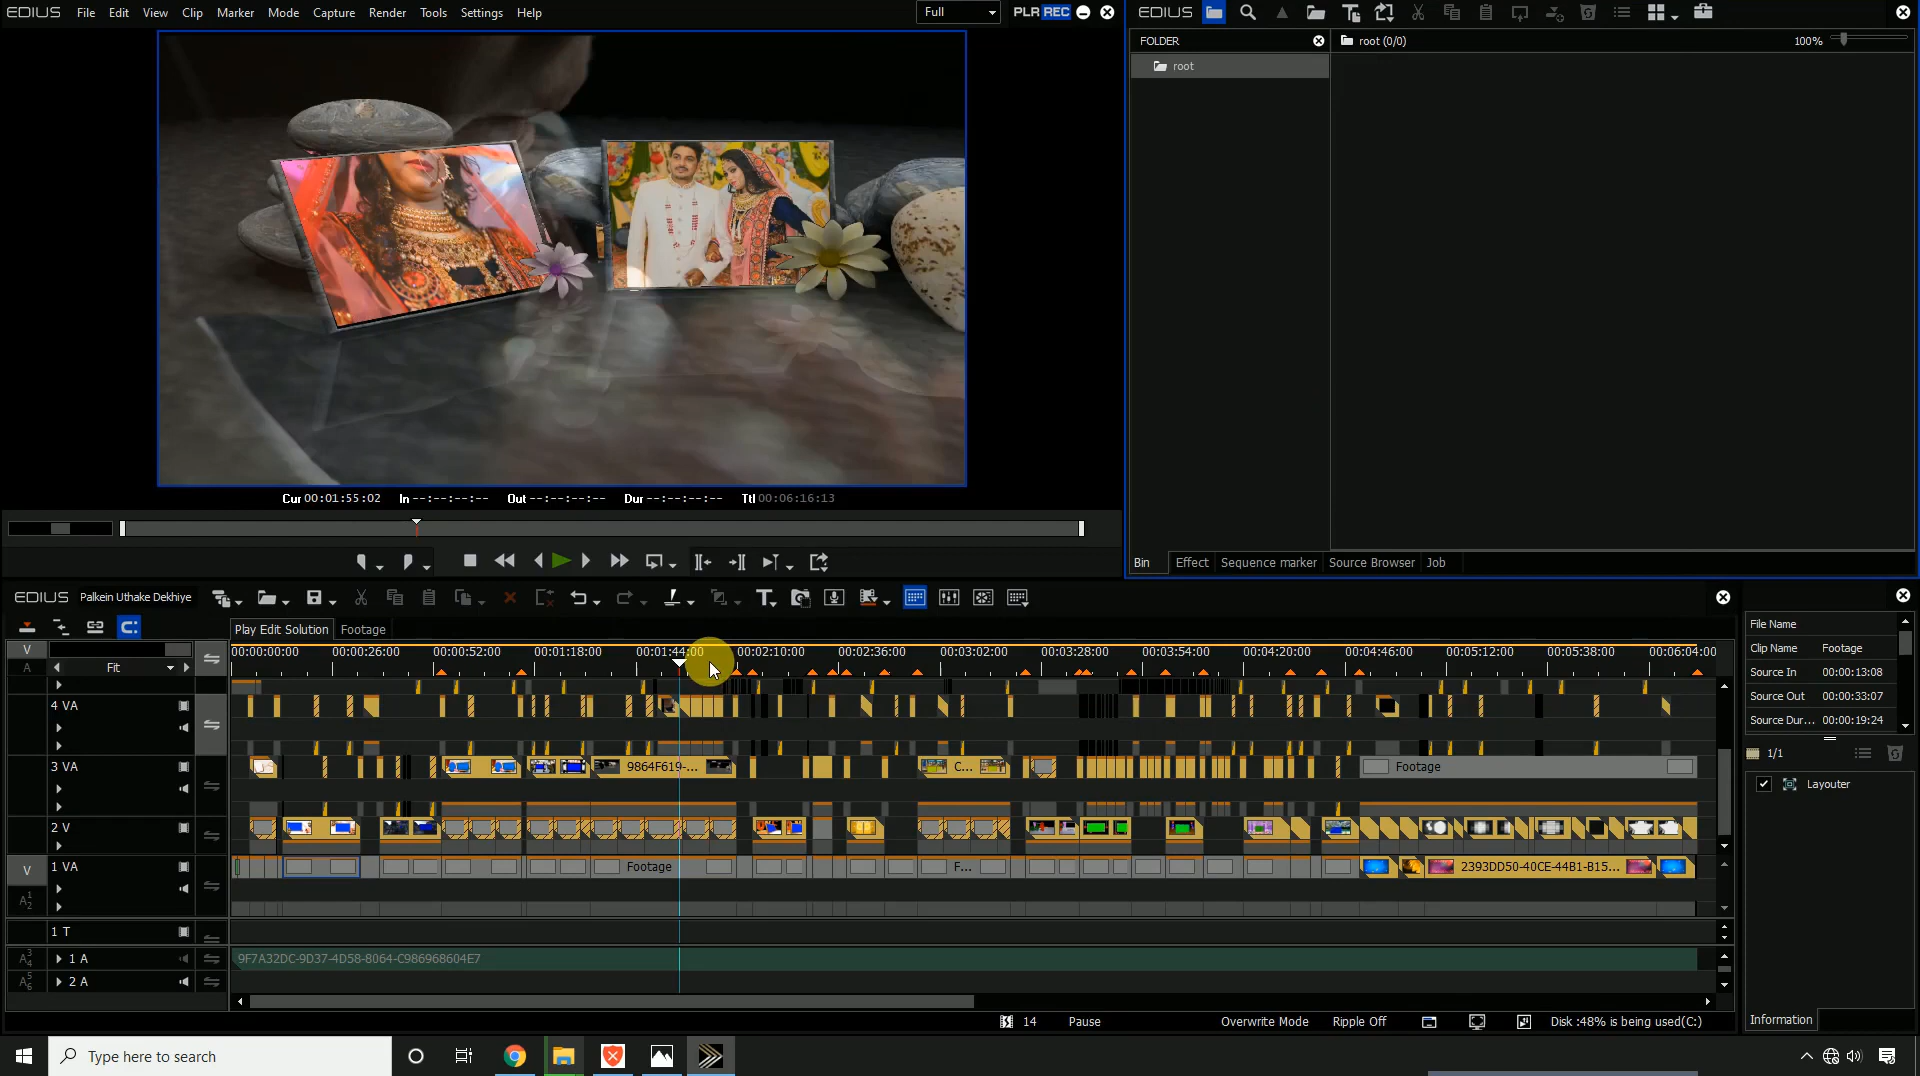 EDIUS File Edit View Clip Marker Mode Capture Render Tools Settings Help Full PLR REC
EDIUS
FOLDER root (0/0) 100%
root
Cur 00:01:55:02 In --:--:--:-- Out --:--:--:-- Dur --:--:--:-- Ttl 00:06:16:13
Bin Effect Sequence marker Source Browser Job
EDIUS Palkein Uthake Dekhiye
Play Edit Solution Footage
V
A
Fit
00:00:00:00 00:00:26:00 00:00:52:00 00:01:18:00 00:01:44:00 00:02:10:00 00:02:36:00 00:03:02:00 00:03:28:00 00:03:54:00 00:04:20:00 00:04:46:00 00:05:12:00 00:05:38:00 00:06:04:00
4 VA
3 VA 9864F619-... C... Footage
2 V
V 1 VA Footage F... 2393DD50-40CE-44B1-B15...
A 1 2
1 T
A 3 4 1 A 9F7A32DC-9D37-4D58-8064-C986968604E7
A 5 6 2 A
14 Pause Overwrite Mode Ripple Off Disk :48% is being used(C:)
File Name
Clip Name Footage
Source In 00:00:13:08
Source Out 00:00:33:07
Source Dur... 00:00:19:24
1/1
Layouter
Information
Type here to search